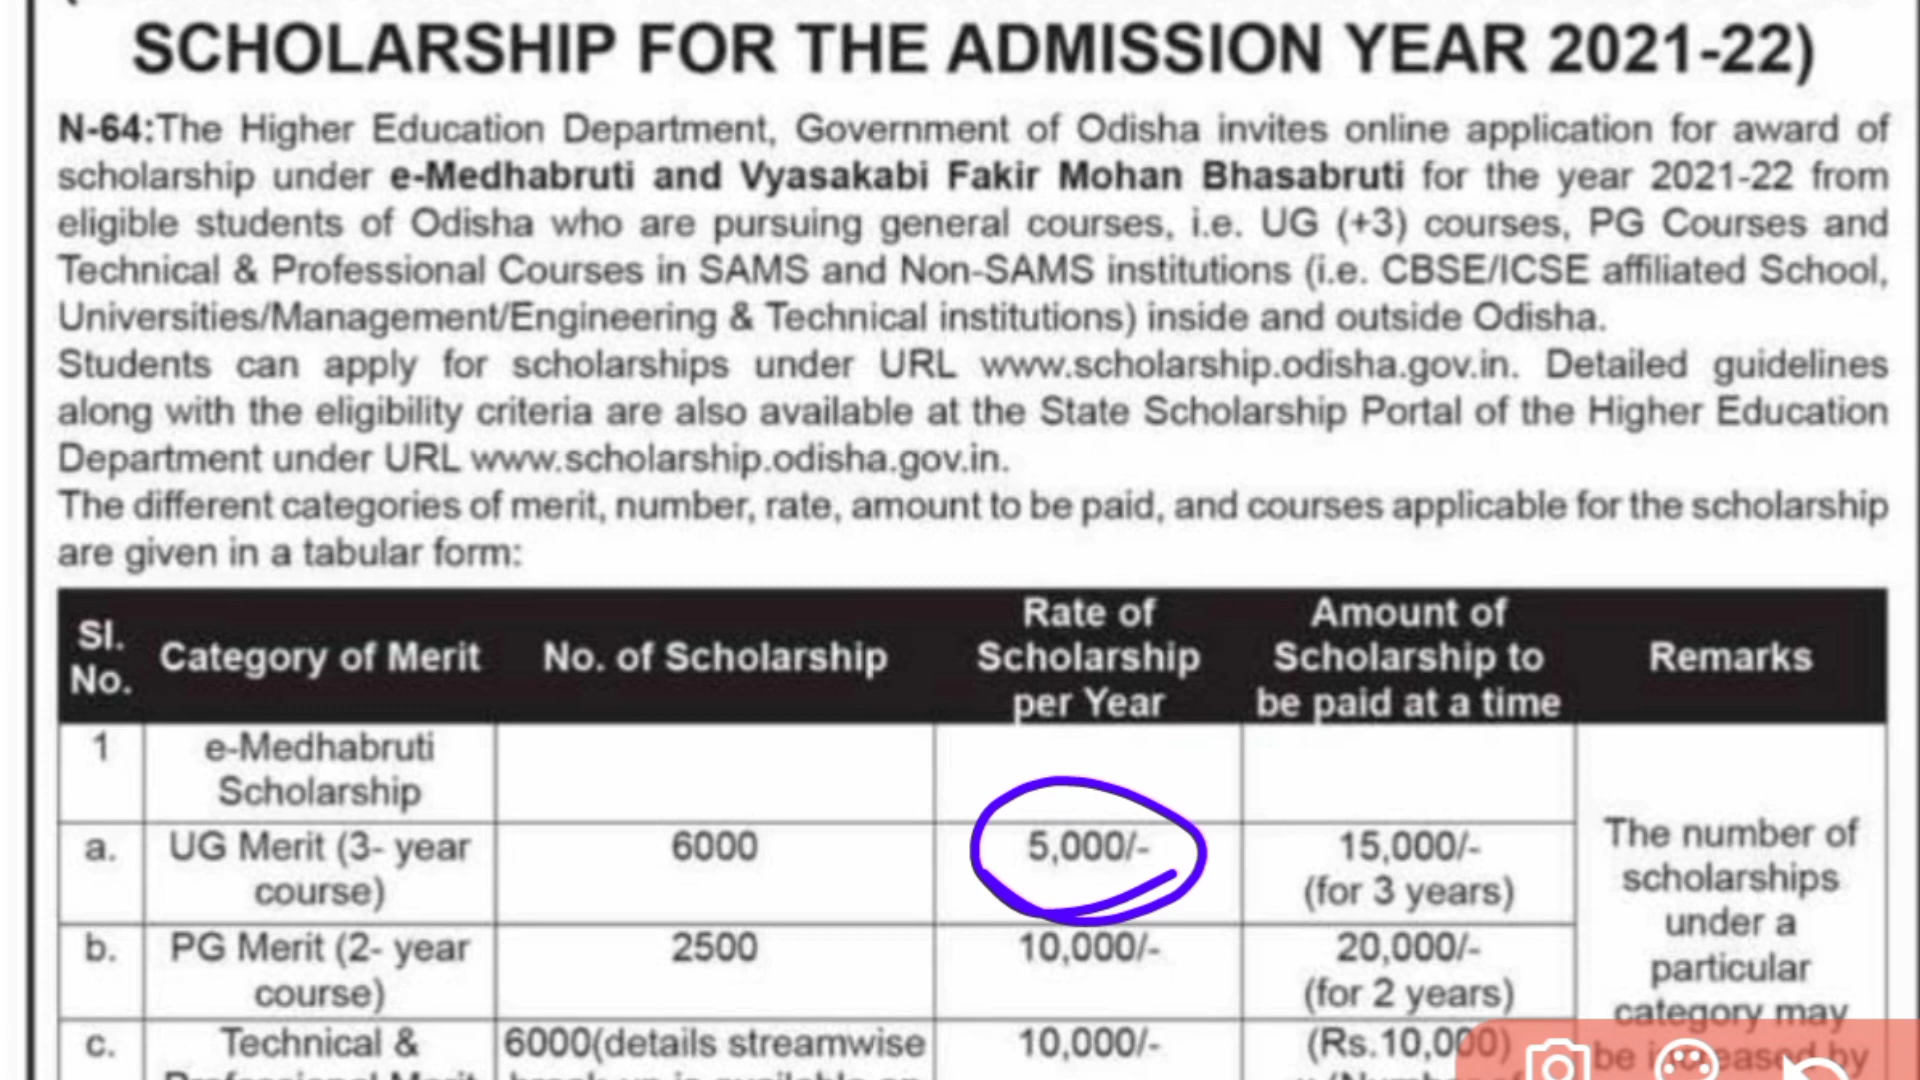 SCHOLARSHIP FOR THE ADMISSION YEAR 2021-22)
N-64:The Higher Education Department, Government of Odisha invites online application for award of
scholarship under e-Medhabruti and Vyasakabi Fakir Mohan Bhasabruti for the year 2021-22 from
eligible students of Odisha who are pursuing general courses, i.e. UG (+3) courses, PG Courses and
Technical & Professional Courses in SAMS and Non-SAMS institutions (i.e. CBSE/ICSE affiliated School,
Universities/Management/Engineering & Technical institutions) inside and outside Odisha.
Students can apply for scholarships under URL www.scholarship.odisha.gov.in. Detailed guidelines
along with the eligibility criteria are also available at the State Scholarship Portal of the Higher Education
Department under URL www.scholarship.odisha.gov.in.
The different categories of merit, number, rate, amount to be paid, and courses applicable for the scholarship
are given in a tabular form:
Sl. No. Category of Merit No. of Scholarship Rate of Scholarship per Year Amount of Scholarship to be paid at a time Remarks
1 e-Medhabruti Scholarship
a. UG Merit (3- year course) 6000 5,000/- 15,000/- (for 3 years)
b. PG Merit (2- year course) 2500 10,000/- 20,000/- (for 2 years)
c. Technical & Professional Merit 6000(details streamwise 10,000/- (Rs.10,000)
The number of
scholarships
under a
particular
category may
be increased by